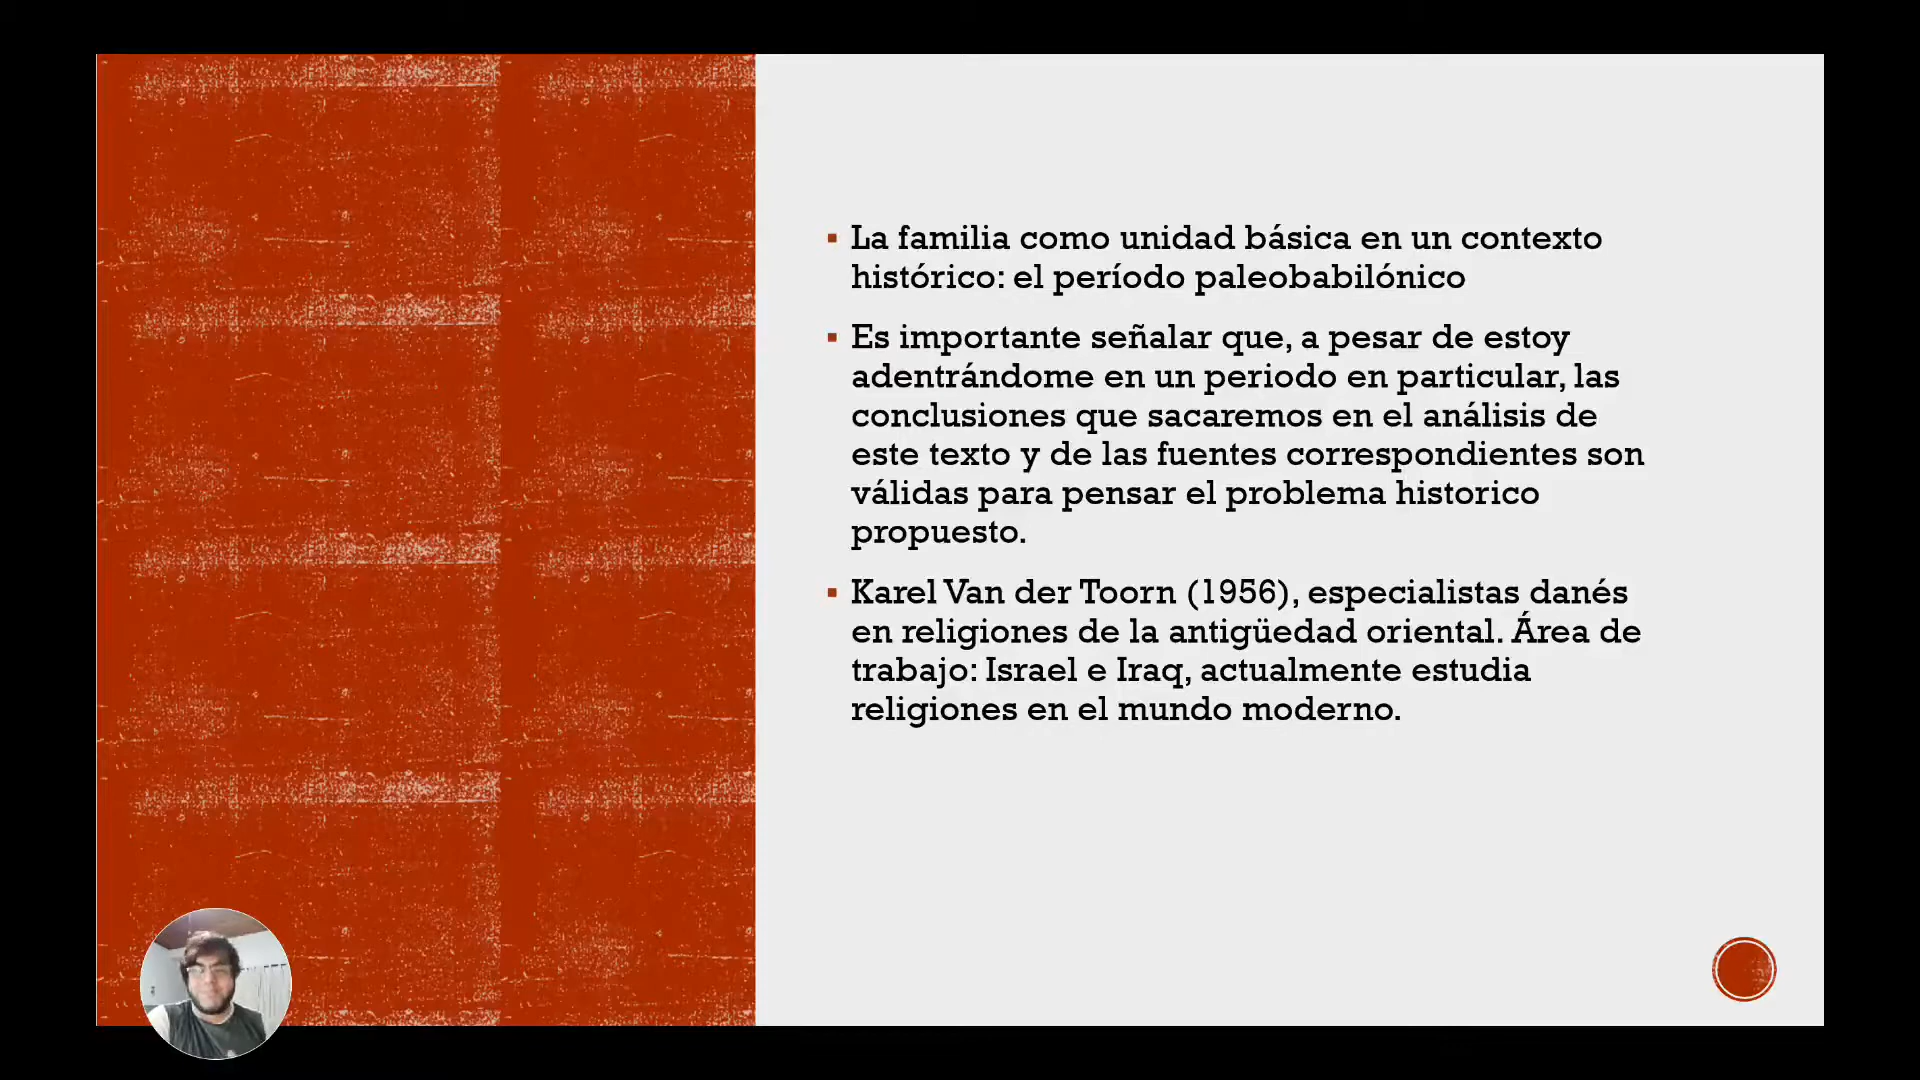 La familia como unidad básica en un contexto
histórico: el período paleobabilónico
Es importante señalar que, a pesar de estoy
adentrándome en un periodo en particular, las
conclusiones que sacaremos en el análisis de
este texto y de las fuentes correspondientes son
válidas para pensar el problema historico
propuesto.
Karel Van der Toorn (1956), especialistas danés
en religiones de la antigüedad oriental. Área de
trabajo: Israel e Iraq, actualmente estudia
religiones en el mundo moderno.